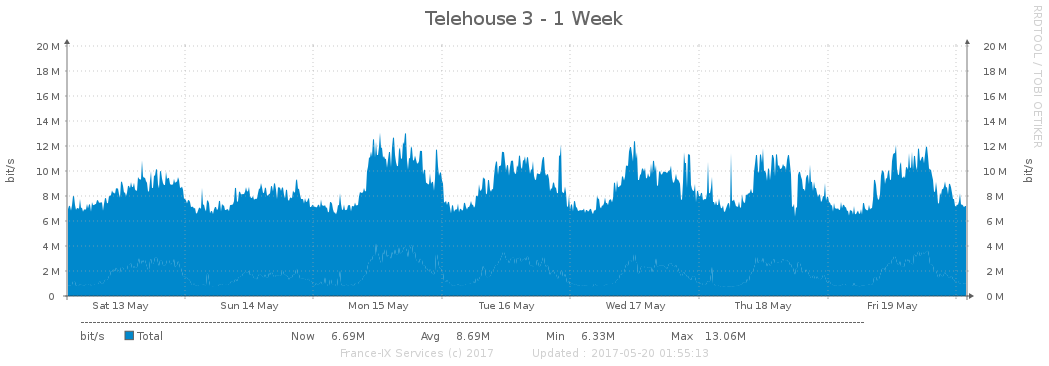 Telehouse 3 - 1 Week
RRDTOOL / TOBI OETIKER
20 M 20 M
18 M 18 M
16 M 16 M
14 M 14 M
12 M 12 M
10 M 10 M
8 M 8 M
6 M 6 M
4 M 4 M
2 M 2 M
0 0 M
bit/s bit/s
Sat 13 May Sun 14 May Mon 15 May Tue 16 May Wed 17 May Thu 18 May Fri 19 May
bit/s Total Now 6.69M Avg 8.69M Min 6.33M Max 13.06M
France-IX Services (c) 2017 Updated : 2017-05-20 01:55:13